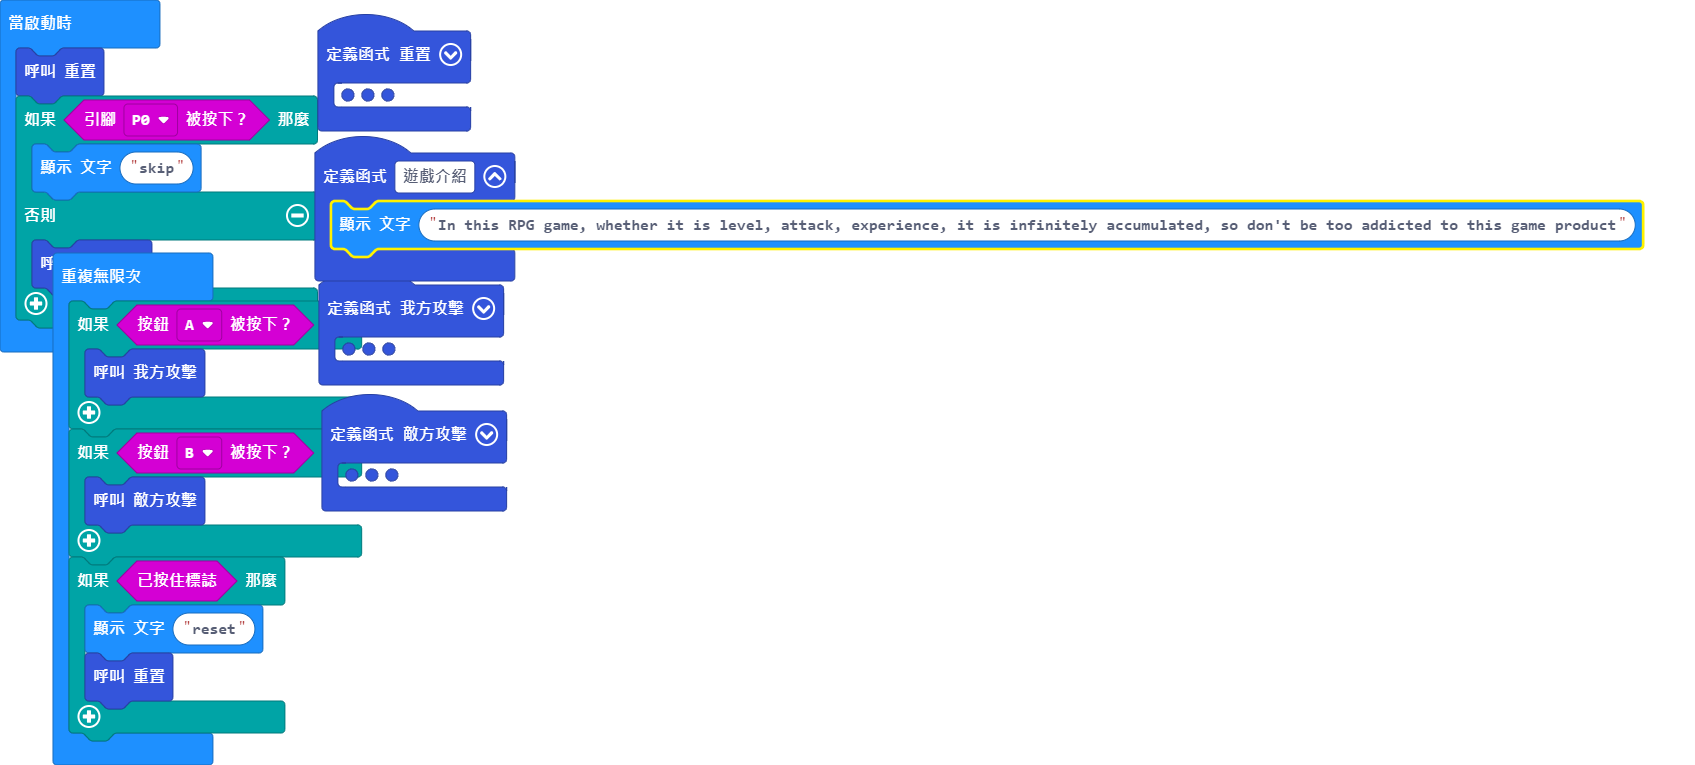 當啟動時
呼叫 重置
如果 引腳 P0 被按下？ 那麼
顯示 文字 "skip"
否則
呼
重複無限次
如果 按鈕 A 被按下？
呼叫 我方攻擊
如果 按鈕 B 被按下？
呼叫 敵方攻擊
如果 已按住標誌 那麼
顯示 文字 "reset"
呼叫 重置
定義函式 重置
定義函式 遊戲介紹
顯示 文字 "In this RPG game, whether it is level, attack, experience, it is infinitely accumulated, so don't be too addicted to this game product"
定義函式 我方攻擊
定義函式 敵方攻擊